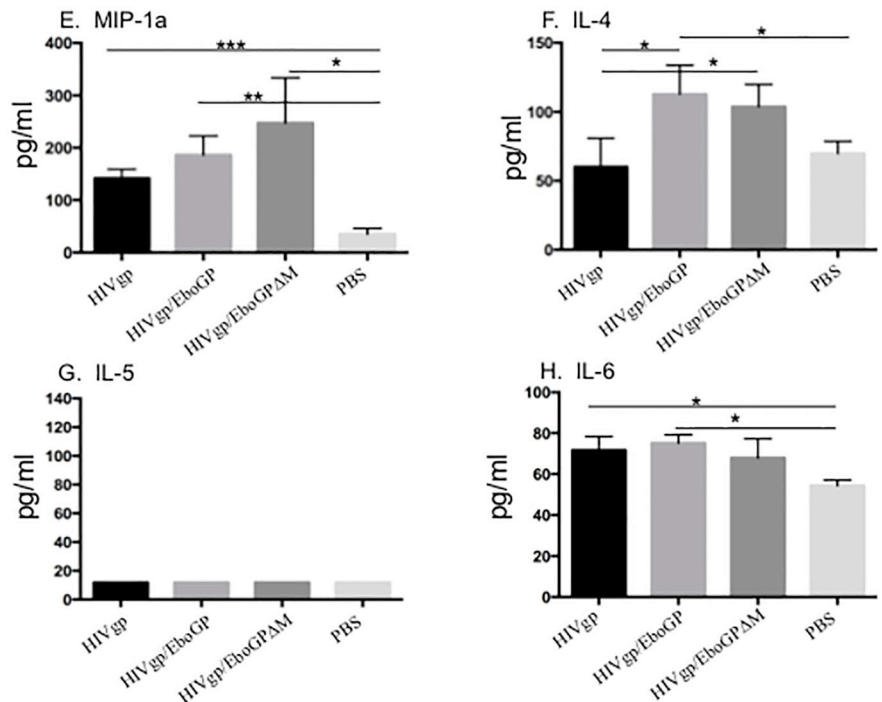 E. MIP-1a
400
300
200
100
0
pg/ml
***
*
**
HIVgp
HIVgp/EboGP
HIVgp/EboGPΔM
PBS
F. IL-4
150
100
50
0
pg/ml
*
*
*
HIVgp
HIVgp/EboGP
HIVgp/EboGPΔM
PBS
G. IL-5
140
120
100
80
60
40
20
0
pg/ml
HIVgp
HIVgp/EboGP
HIVgp/EboGPΔM
PBS
H. IL-6
100
80
60
40
20
0
pg/ml
*
*
HIVgp
HIVgp/EboGP
HIVgp/EboGPΔM
PBS